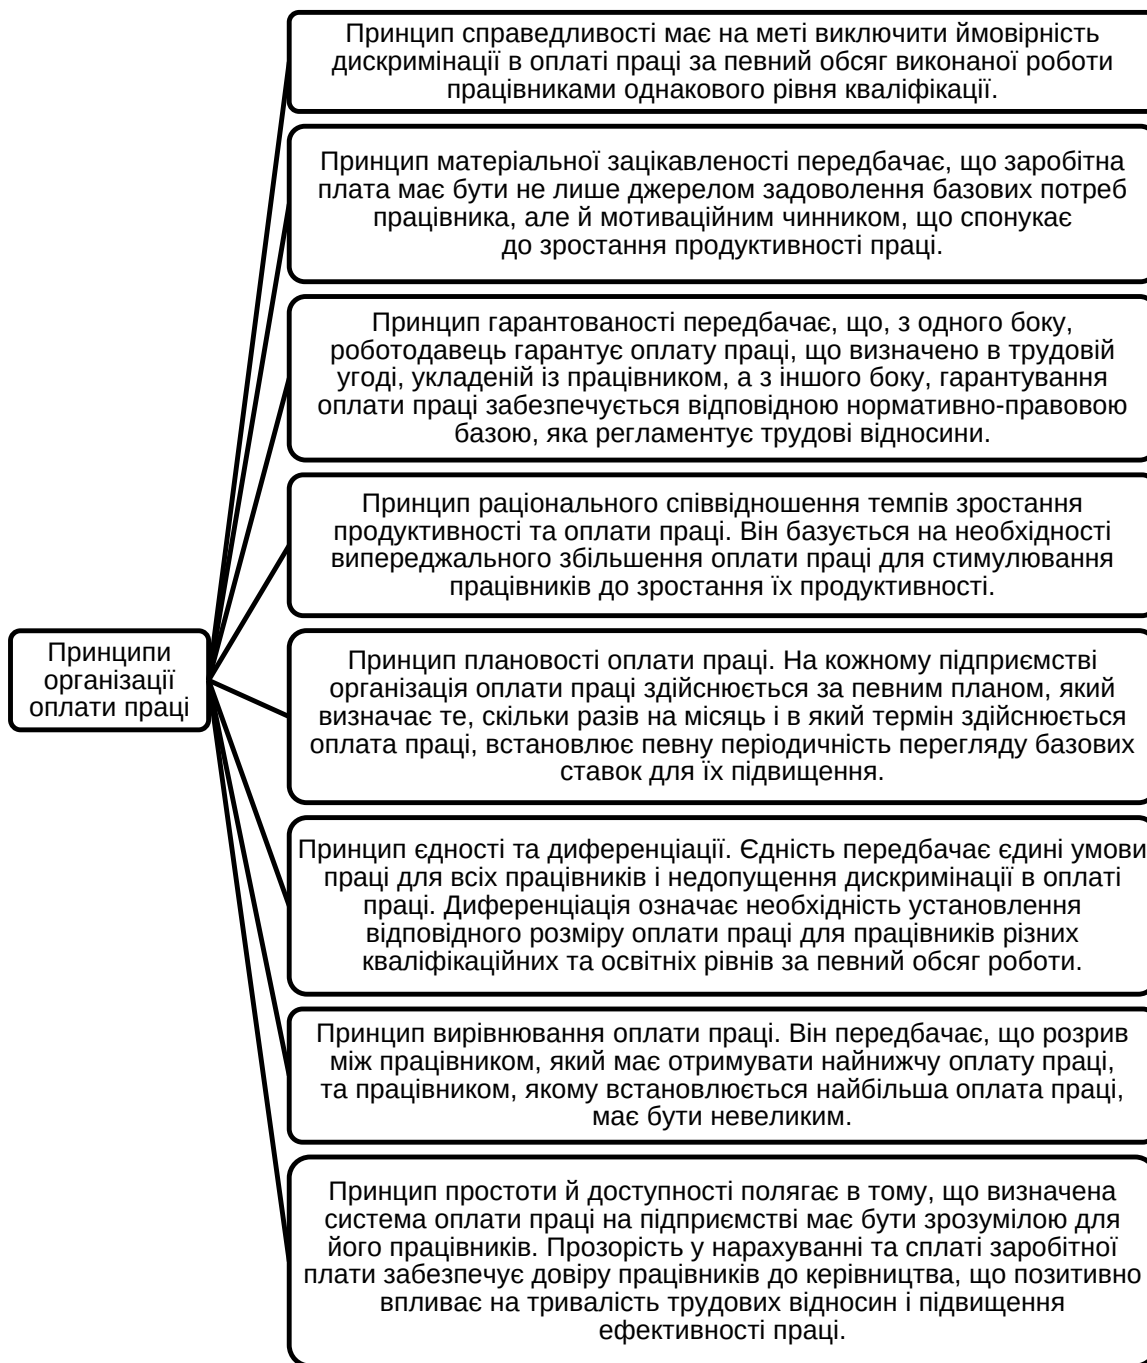 Принцип справедливості має на меті виключити ймовірність
дискримінації в оплаті праці за певний обсяг виконаної роботи
працівниками однакового рівня кваліфікації.
Принцип матеріальної зацікавленості передбачає, що заробітна
плата має бути не лише джерелом задоволення базових потреб
працівника, але й мотиваційним чинником, що спонукає
до зростання продуктивності праці.
Принцип гарантованості передбачає, що, з одного боку,
роботодавець гарантує оплату праці, що визначено в трудовій
угоді, укладеній із працівником, а з іншого боку, гарантування
оплати праці забезпечується відповідною нормативно-правовою
базою, яка регламентує трудові відносини.
Принцип раціонального співвідношення темпів зростання
продуктивності та оплати праці. Він базується на необхідності
випереджального збільшення оплати праці для стимулювання
працівників до зростання їх продуктивності.
Принципи
організації
оплати праці
Принцип плановості оплати праці. На кожному підприємстві
організація оплати праці здійснюється за певним планом, який
визначає те, скільки разів на місяць і в який термін здійснюється
оплата праці, встановлює певну періодичність перегляду базових
ставок для їх підвищення.
Принцип єдності та диференціації. Єдність передбачає єдині умови
праці для всіх працівників і недопущення дискримінації в оплаті
праці. Диференціація означає необхідність установлення
відповідного розміру оплати праці для працівників різних
кваліфікаційних та освітніх рівнів за певний обсяг роботи.
Принцип вирівнювання оплати праці. Він передбачає, що розрив
між працівником, який має отримувати найнижчу оплату праці,
та працівником, якому встановлюється найбільша оплата праці,
має бути невеликим.
Принцип простоти й доступності полягає в тому, що визначена
система оплати праці на підприємстві має бути зрозумілою для
його працівників. Прозорість у нарахуванні та сплаті заробітної
плати забезпечує довіру працівників до керівництва, що позитивно
впливає на тривалість трудових відносин і підвищення
ефективності праці.